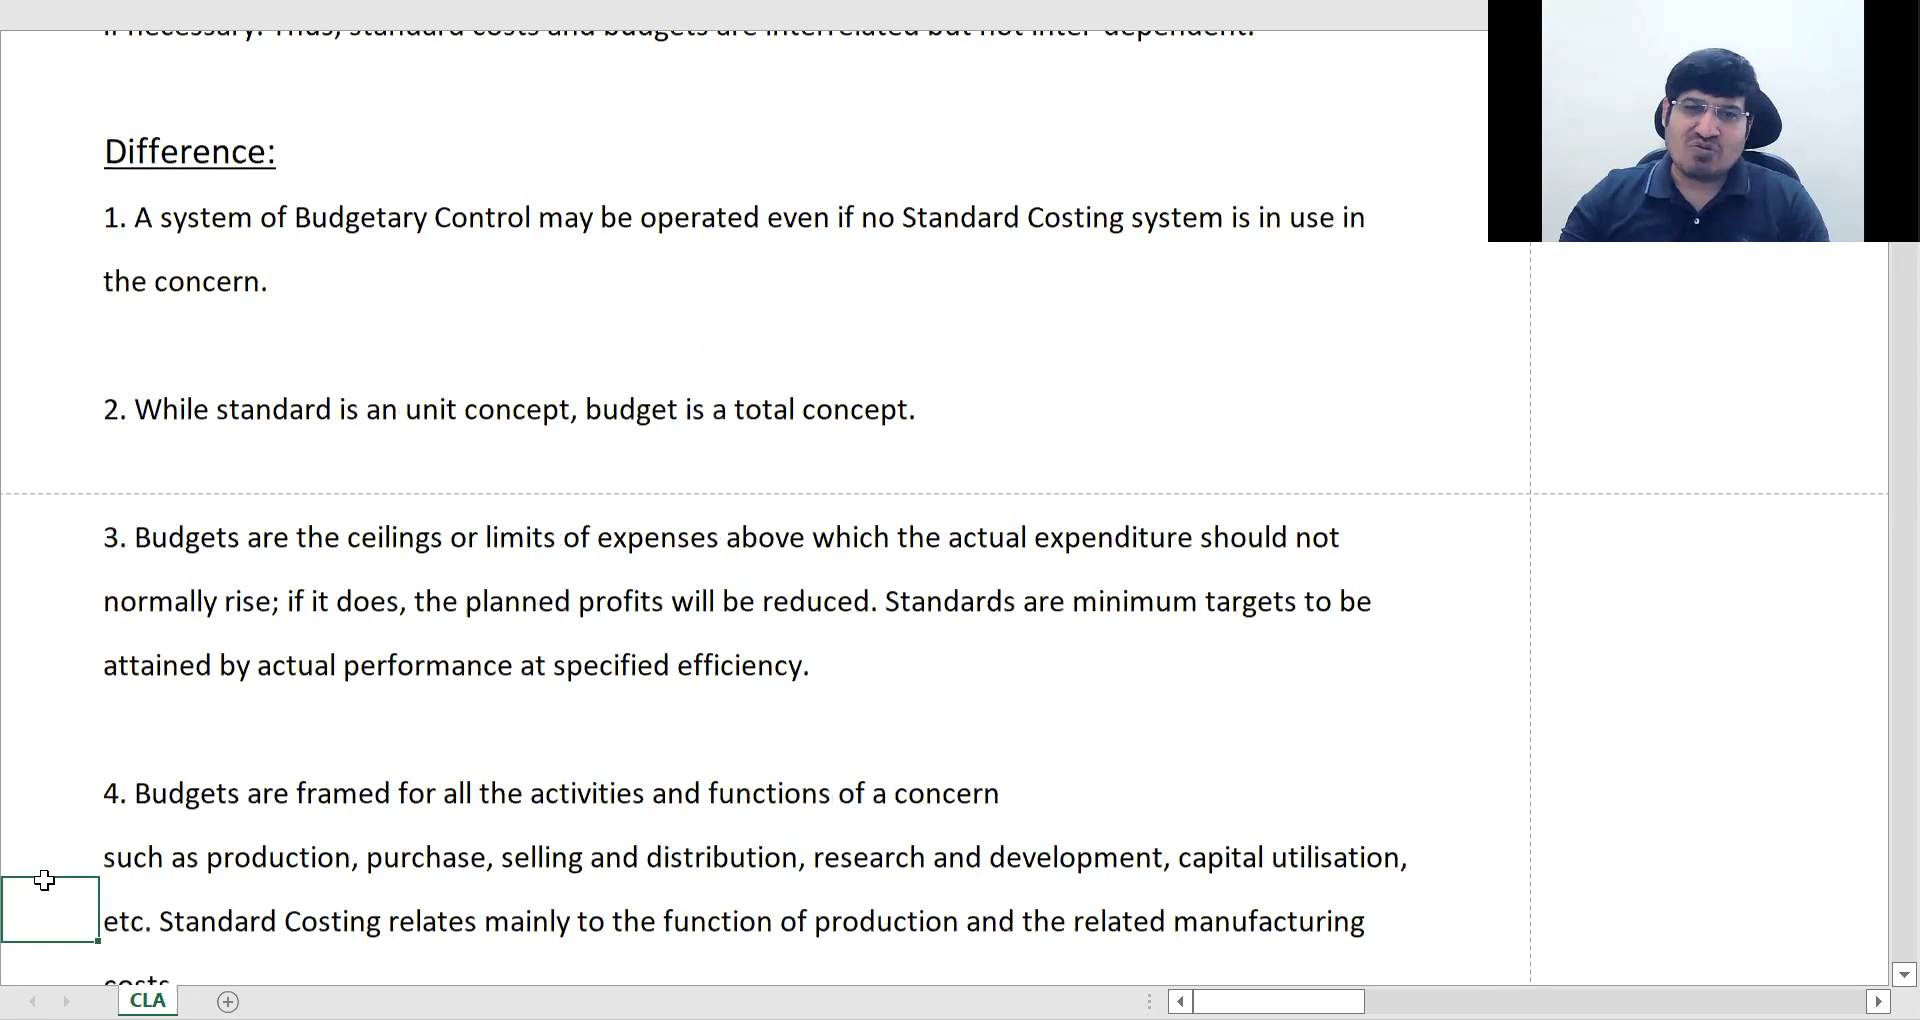 if necessary. Thus, standard costs and budgets are interrelated but not inter-dependent.
Difference:
1. A system of Budgetary Control may be operated even if no Standard Costing system is in use in
the concern.
2. While standard is an unit concept, budget is a total concept.
3. Budgets are the ceilings or limits of expenses above which the actual expenditure should not
normally rise; if it does, the planned profits will be reduced. Standards are minimum targets to be
attained by actual performance at specified efficiency.
4. Budgets are framed for all the activities and functions of a concern
such as production, purchase, selling and distribution, research and development, capital utilisation,
etc. Standard Costing relates mainly to the function of production and the related manufacturing
costs
CLA